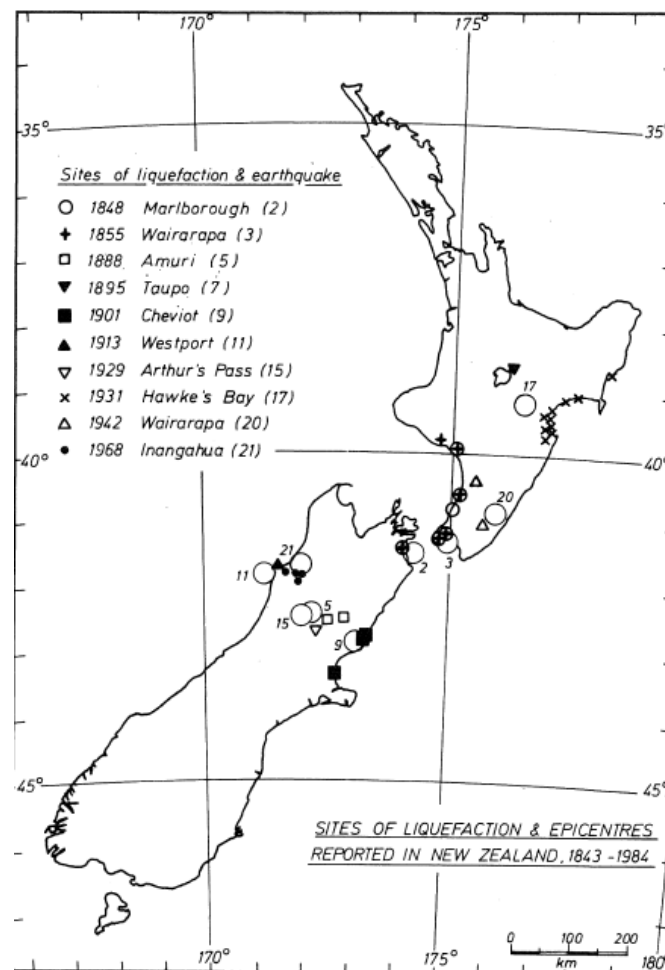 170°
175°
35°
35°
Sites of liquefaction & earthquake
1848 Marlborough (2)
1855 Wairarapa (3)
1888 Amuri (5)
1895 Taupo (7)
1901 Cheviot (9)
1913 Westport (11)
1929 Arthur's Pass (15)
1931 Hawke's Bay (17)
1942 Wairarapa (20)
1968 Inangahua (21)
17
40°
40°
20
21
11
2
3
5
15
9
45°
45°
SITES OF LIQUEFACTION & EPICENTRES
REPORTED IN NEW ZEALAND, 1843-1984
0 100 200
km
170°
175°
180